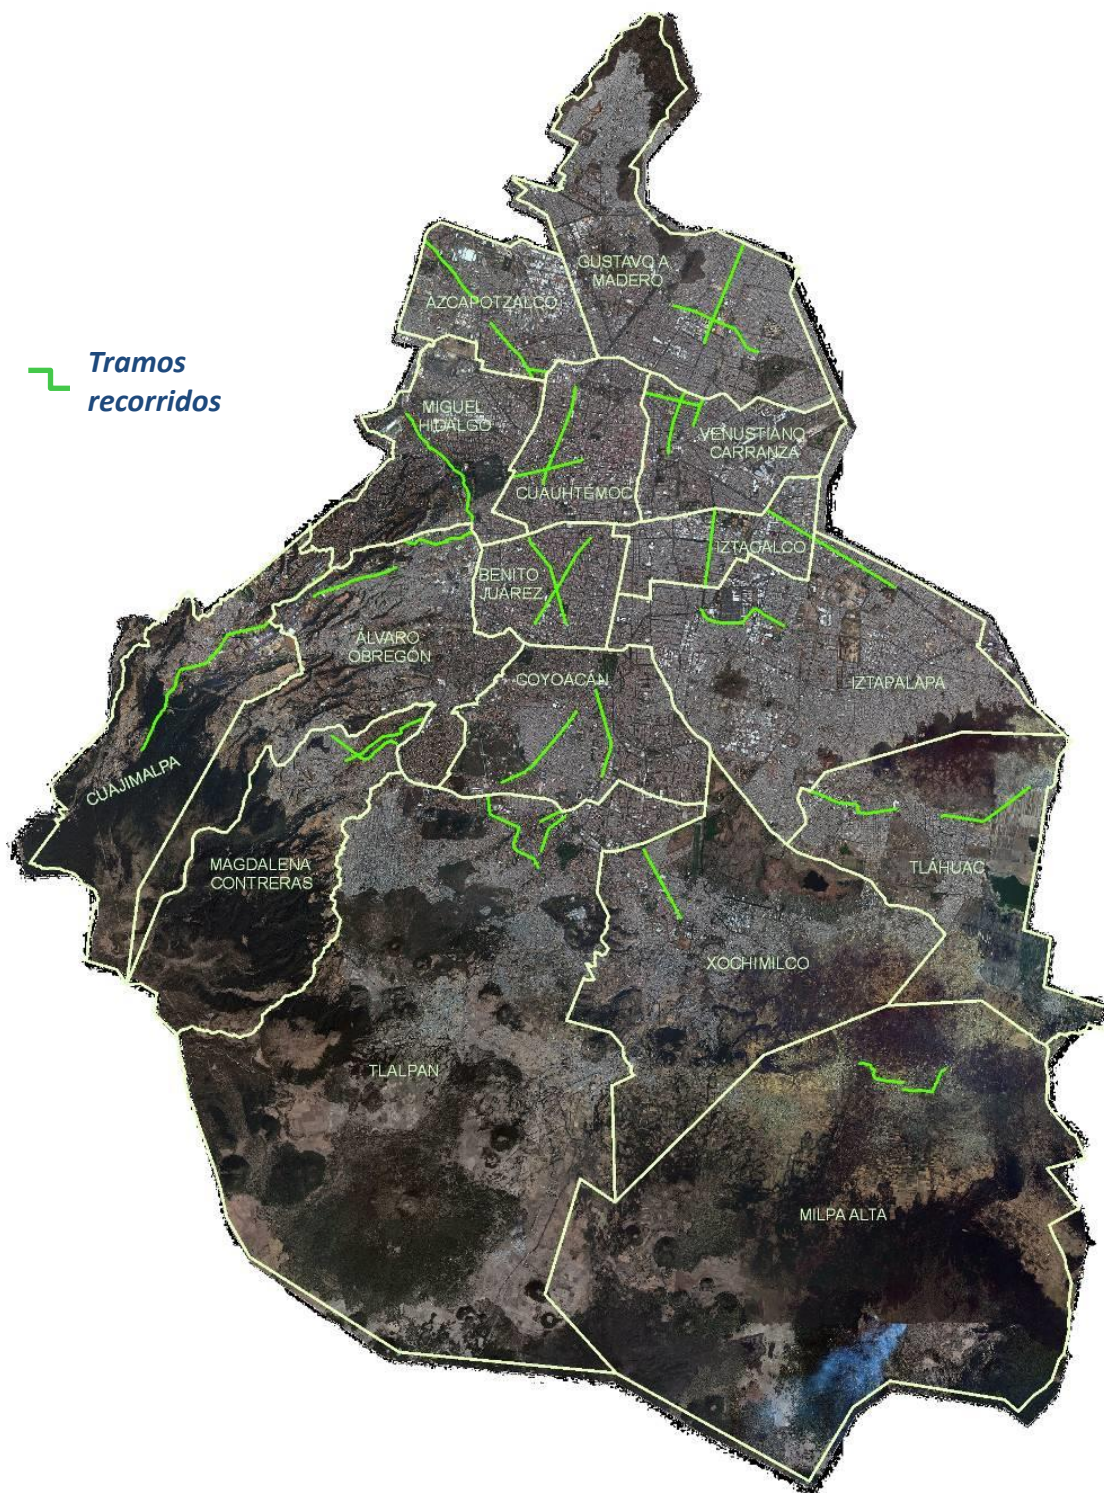 GUSTAVO A
MADERO
AZCAPOTZALCO
Tramos
recorridos
MIGUEL
HIDALGO
VENUSTIANO
CARRANZA
CUAUHTEMOC
IZTACALCO
BENITO
JUÁREZ
ÁLVARO
OBREGÓN
COYOACÁN
IZTAPALAPA
CUAJIMALPA
MAGDALENA
CONTRERAS
TLÁHUAC
XOCHIMILCO
TLALPAN
MILPA ALTA